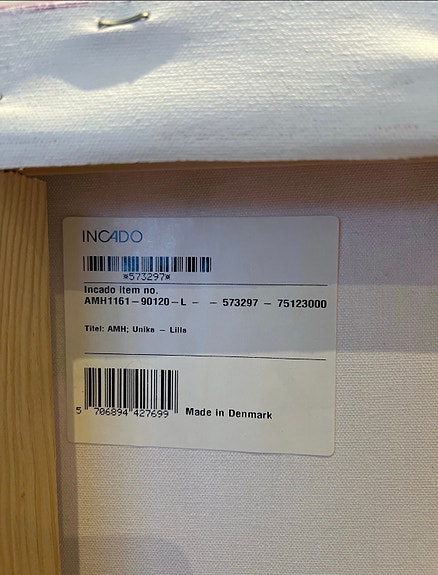 INCADO
*573297*
Incado item no.
AMH1161-90120-L - - 573297 - 75123000
Titel: AMH; Unika - Lilla
5 706894 427699
Made in Denmark